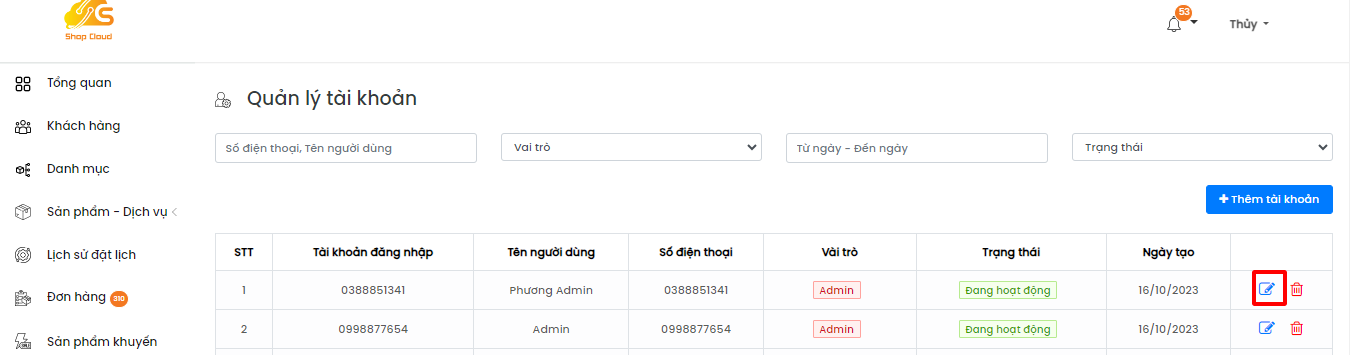 Shop Cloud
53
Thủy
Tổng quan
Khách hàng
Danh mục
Sản phẩm - Dịch vụ
Lịch sử đặt lịch
Đơn hàng 310
Sản phẩm khuyến
Quản lý tài khoản
Số điện thoại, Tên người dùng Vai trò Từ ngày - Đến ngày Trạng thái
+ Thêm tài khoản
STT Tài khoản đăng nhập Tên người dùng Số điện thoại Vài trò Trạng thái Ngày tạo
1 0388851341 Phương Admin 0388851341 Admin Đang hoạt động 16/10/2023
2 0998877654 Admin 0998877654 Admin Đang hoạt động 16/10/2023